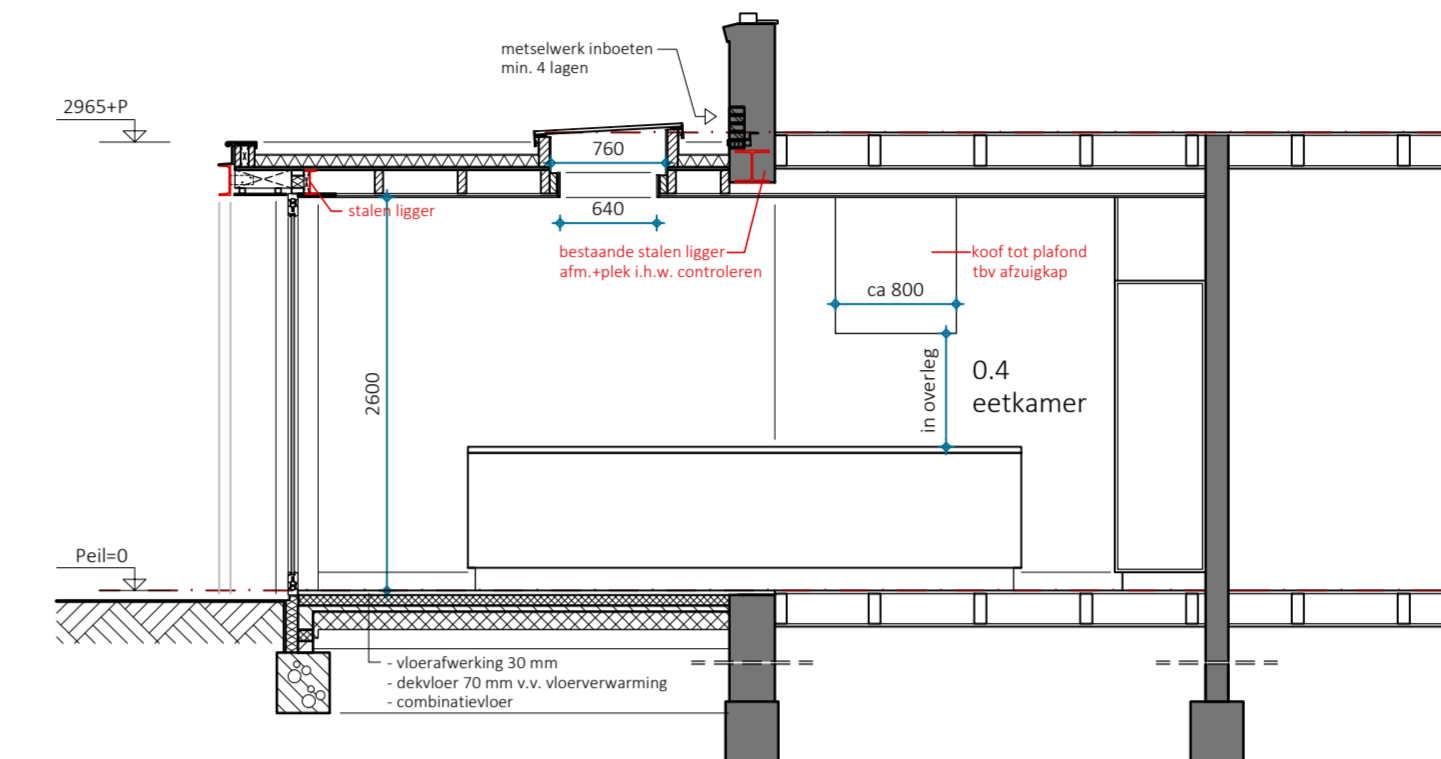 metselwerk inboeten
min. 4 lagen
2965+P
760
stalen ligger
640
bestaande stalen ligger
afm.+plek i.h.w. controleren
koof tot plafond
tbv afzuigkap
ca 800
2600
in overleg
0.4
eetkamer
Peil=0
- vloerafwerking 30 mm
- dekvloer 70 mm v.v. vloerverwarming
- combinatievloer